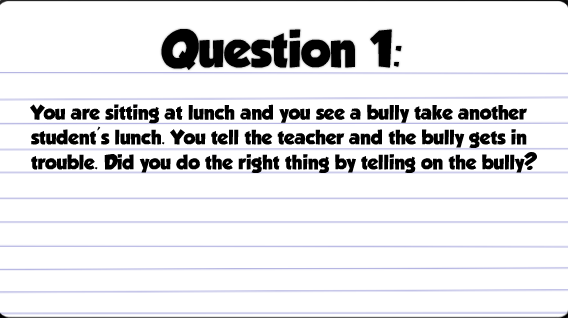 Question 1:
You are sitting at lunch and you see a bully take another
student's lunch. You tell the teacher and the bully gets in
trouble. Did you do the right thing by telling on the bully?